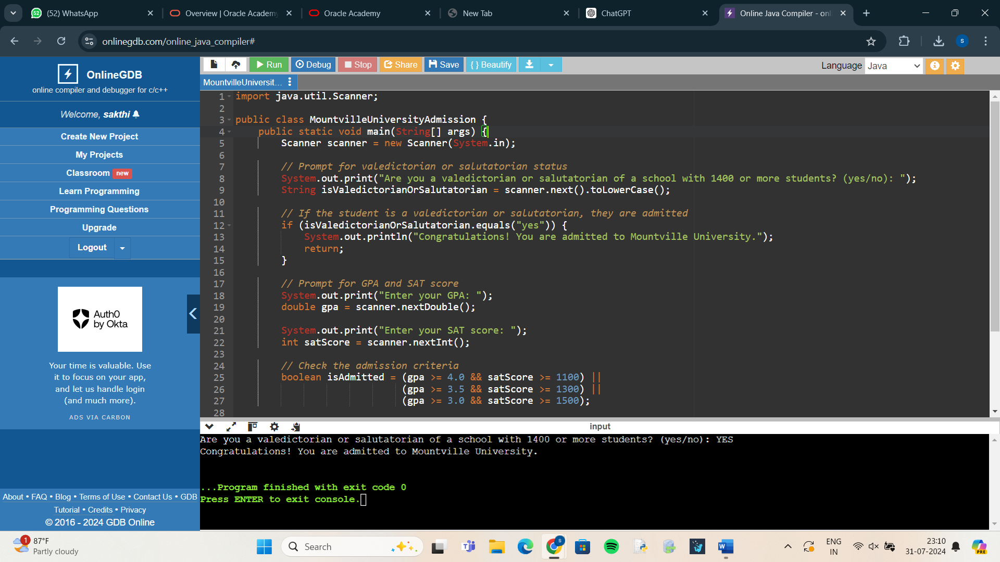 (52) WhatsApp
Overview | Oracle Academy
Oracle Academy
New Tab
ChatGPT
Online Java Compiler - onl
onlinegdb.com/online_java_compiler#
S
OnlineGDB
online compiler and debugger for c/c++
Welcome, sakthi
Create New Project
My Projects
Classroom new
Learn Programming
Programming Questions
Upgrade
Logout
Auth0
by Okta
Your time is valuable. Use
it to focus on your app,
and let us handle login
(and much more).
ADS VIA CARBON
About • FAQ • Blog • Terms of Use • Contact Us • GDB
Tutorial • Credits • Privacy
© 2016 - 2024 GDB Online
Run Debug Stop Share Save { } Beautify
Language Java
MountvilleUniversit...
1 import java.util.Scanner;
2
3 public class MountvilleUniversityAdmission {
4 public static void main(String[] args) {
5 Scanner scanner = new Scanner(System.in);
6
7 // Prompt for valedictorian or salutatorian status
8 System.out.print("Are you a valedictorian or salutatorian of a school with 1400 or more students? (yes/no): ");
9 String isValedictorianOrSalutatorian = scanner.next().toLowerCase();
10
11 // If the student is a valedictorian or salutatorian, they are admitted
12 if (isValedictorianOrSalutatorian.equals("yes")) {
13 System.out.println("Congratulations! You are admitted to Mountville University.");
14 return;
15 }
16
17 // Prompt for GPA and SAT score
18 System.out.print("Enter your GPA: ");
19 double gpa = scanner.nextDouble();
20
21 System.out.print("Enter your SAT score: ");
22 int satScore = scanner.nextInt();
23
24 // Check the admission criteria
25 boolean isAdmitted = (gpa >= 4.0 && satScore >= 1100) ||
26 (gpa >= 3.5 && satScore >= 1300) ||
27 (gpa >= 3.0 && satScore >= 1500);
28
input
Are you a valedictorian or salutatorian of a school with 1400 or more students? (yes/no): YES
Congratulations! You are admitted to Mountville University.
...Program finished with exit code 0
Press ENTER to exit console.
1
87°F
Partly cloudy
Search
ENG
IN
23:10
31-07-2024
PRE